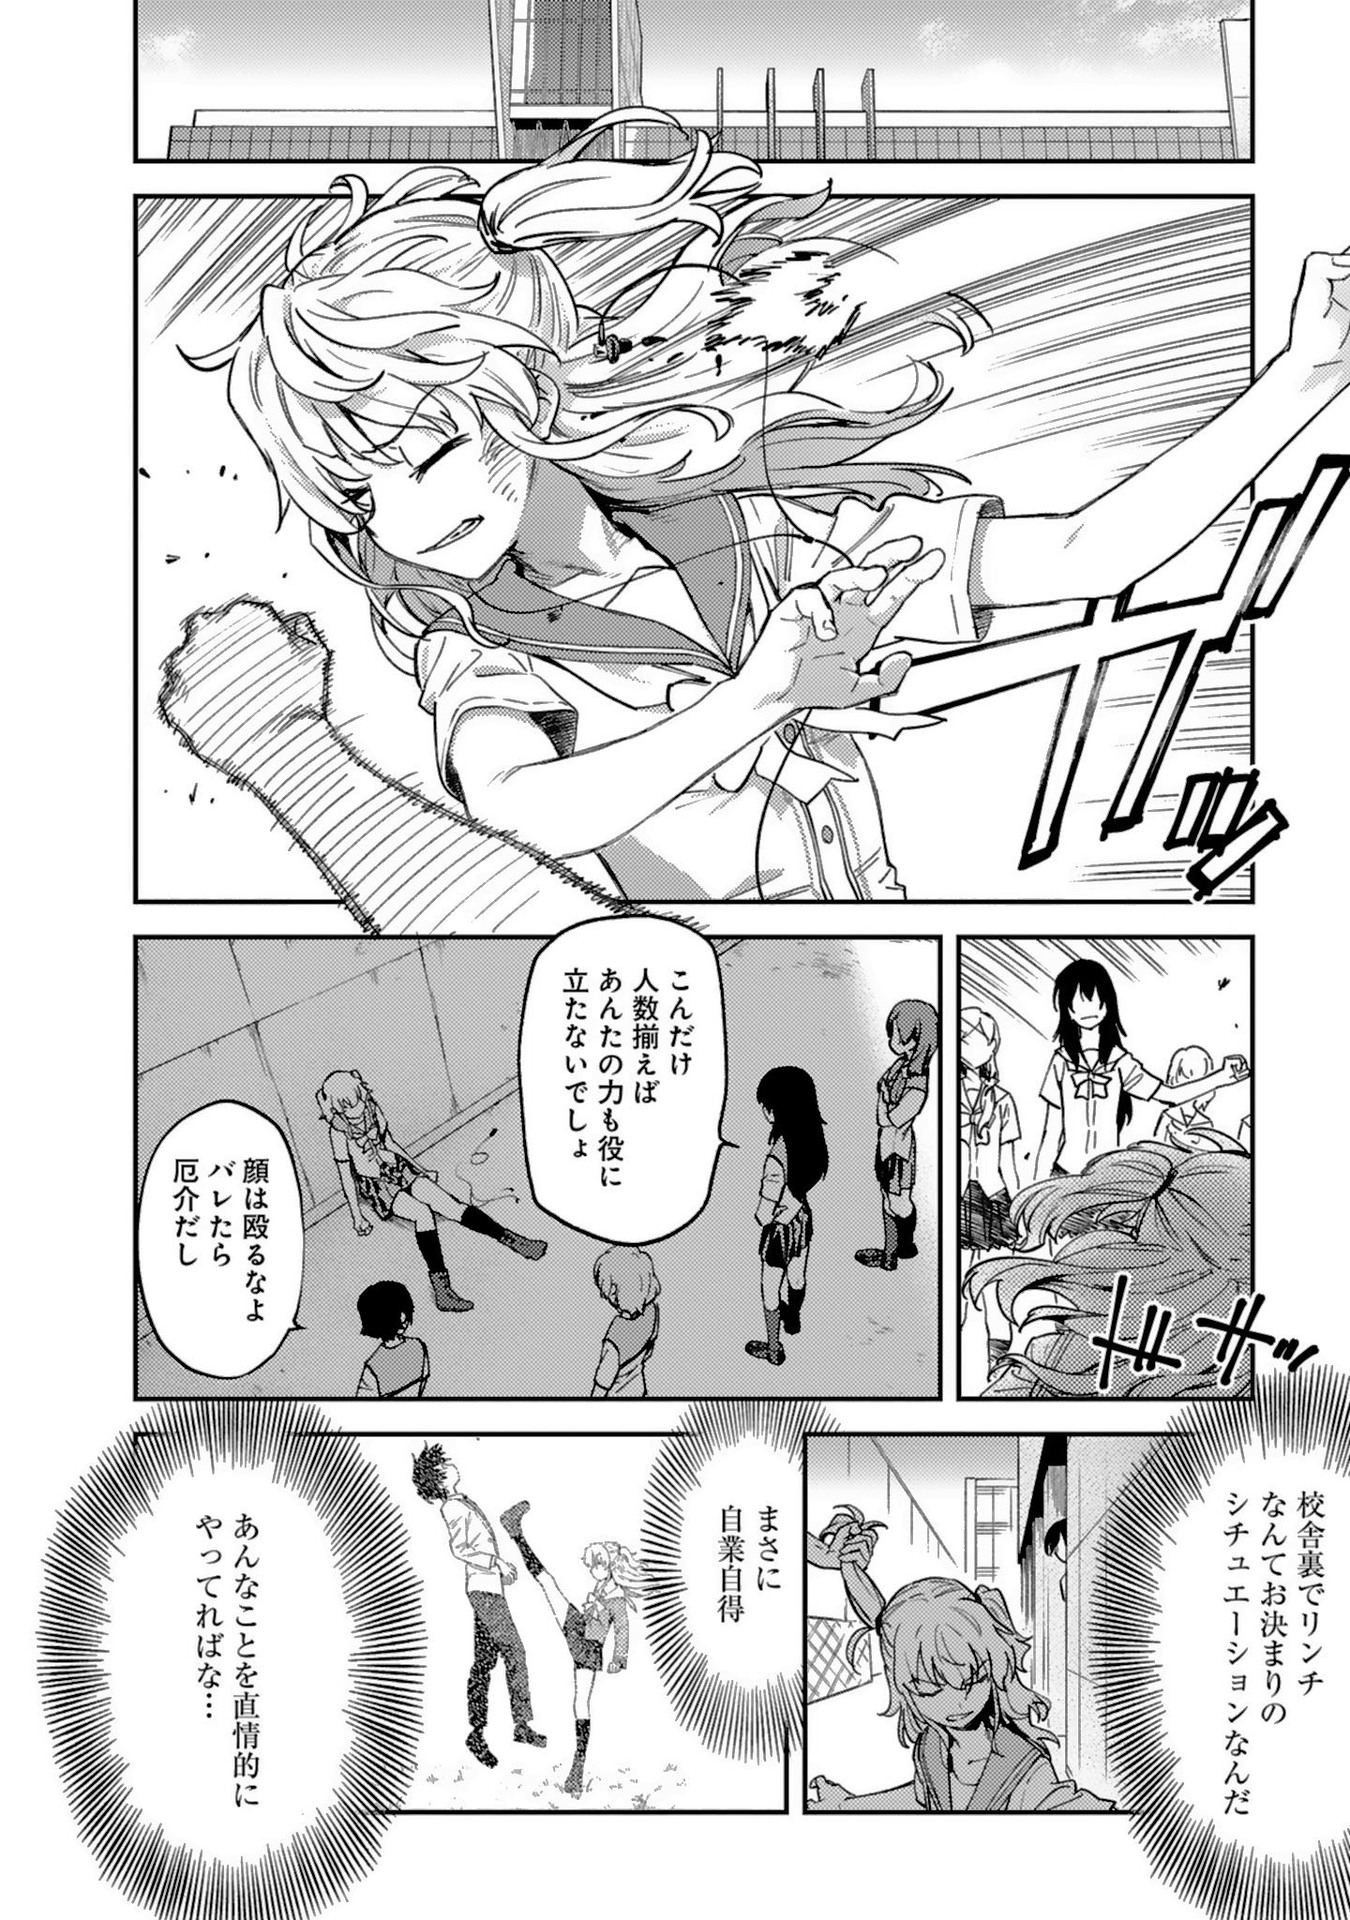 ガッ
ドサッ
こんだけ
人数揃えば
あんたの力も役に
立たないでしょ
顔は殴るなよ
バレたら
厄介だし
校舎裏でリンチ
なんてお決まりの
シチュエーションなんだ
まさに
自業自得
あんなことを直情的に
やってればな…